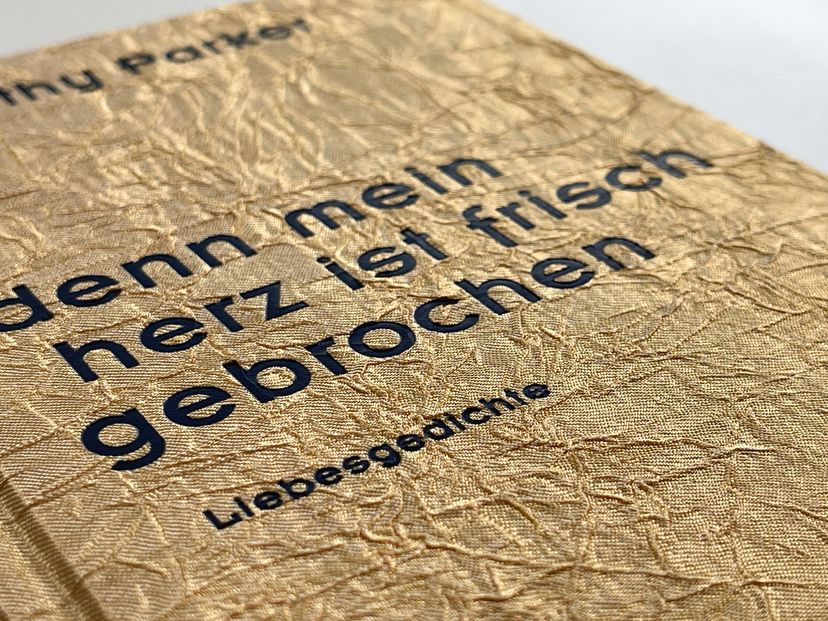 thy Parker
denn mein
herz ist frisch
gebrochen
Liebesgedichte